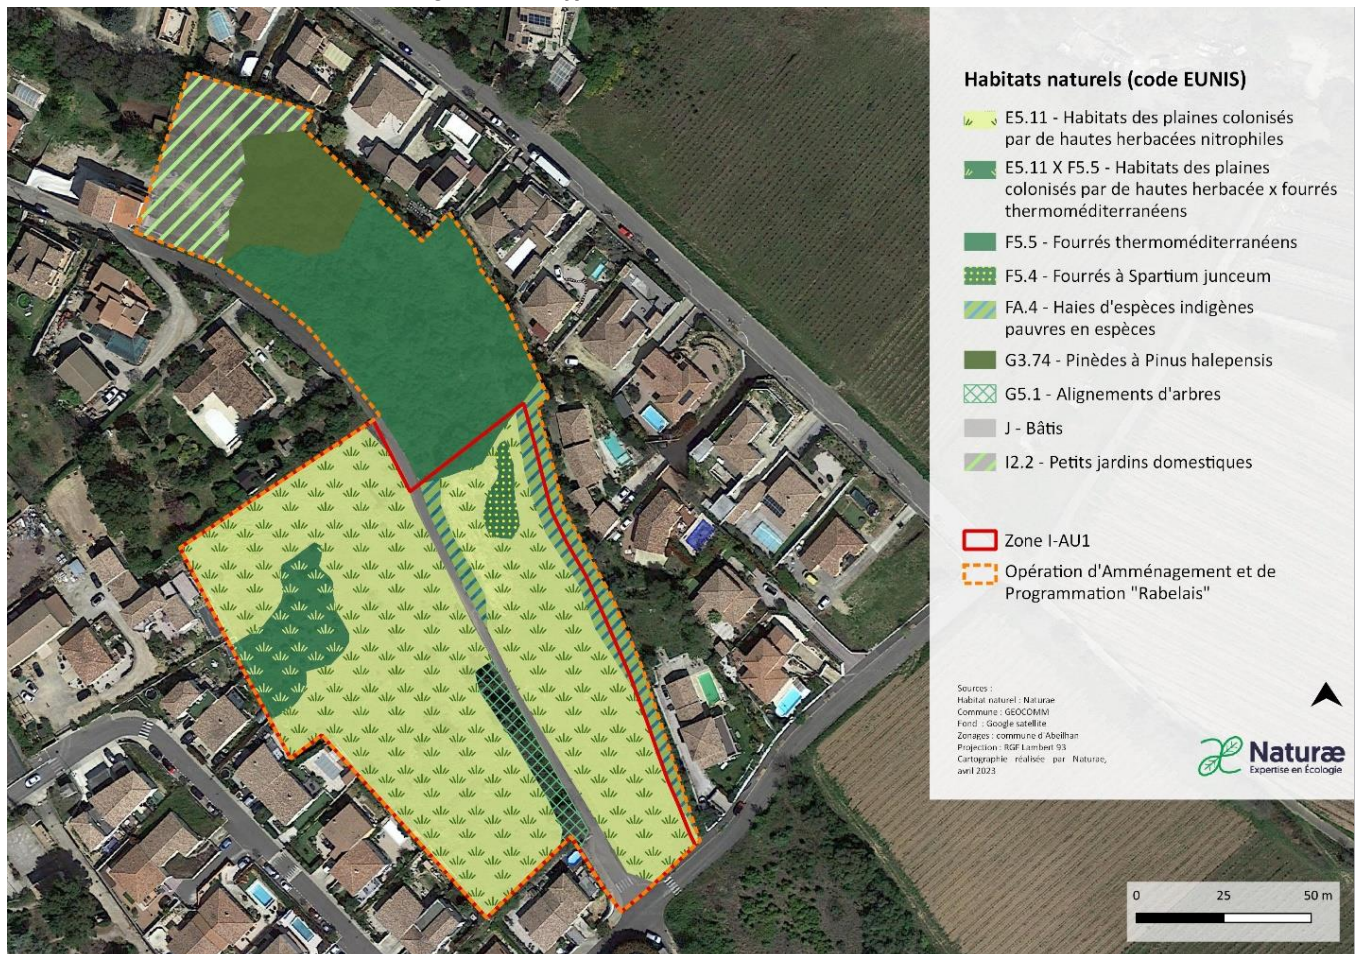 Habitats naturels (code EUNIS)
E5.11 - Habitats des plaines colonisés
par de hautes herbacées nitrophiles
E5.11 X F5.5 - Habitats des plaines
colonisés par de hautes herbacée x fourrés
thermoméditerranéens
F5.5 - Fourrés thermoméditerranéens
F5.4 - Fourrés à Spartium junceum
FA.4 - Haies d'espèces indigènes
pauvres en espèces
G3.74 - Pinèdes à Pinus halepensis
G5.1 - Alignements d'arbres
J - Bâtis
I2.2 - Petits jardins domestiques
Zone I-AU1
Opération d'Amménagement et de
Programmation "Rabelais"
Sources :
Habitat naturel : Naturae
Commune : GEOCOMM
Fond : Google satellite
Zonages : commune d'Abeilhan
Projection : RGF Lambert 93
Cartographie réalisée par Naturae,
avril 2023
Naturæ
Expertise en Écologie
0 25 50 m